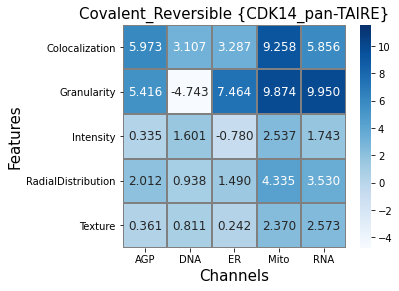 Covalent_Reversible {CDK14_pan-TAIRE}
Features
Colocalization 5.973 3.107 3.287 9.258 5.856
Granularity 5.416 -4.743 7.464 9.874 9.950
Intensity 0.335 1.601 -0.780 2.537 1.743
RadialDistribution 2.012 0.938 1.490 4.335 3.530
Texture 0.361 0.811 0.242 2.370 2.573
AGP DNA ER Mito RNA
Channels
10
8
6
4
2
0
-2
-4